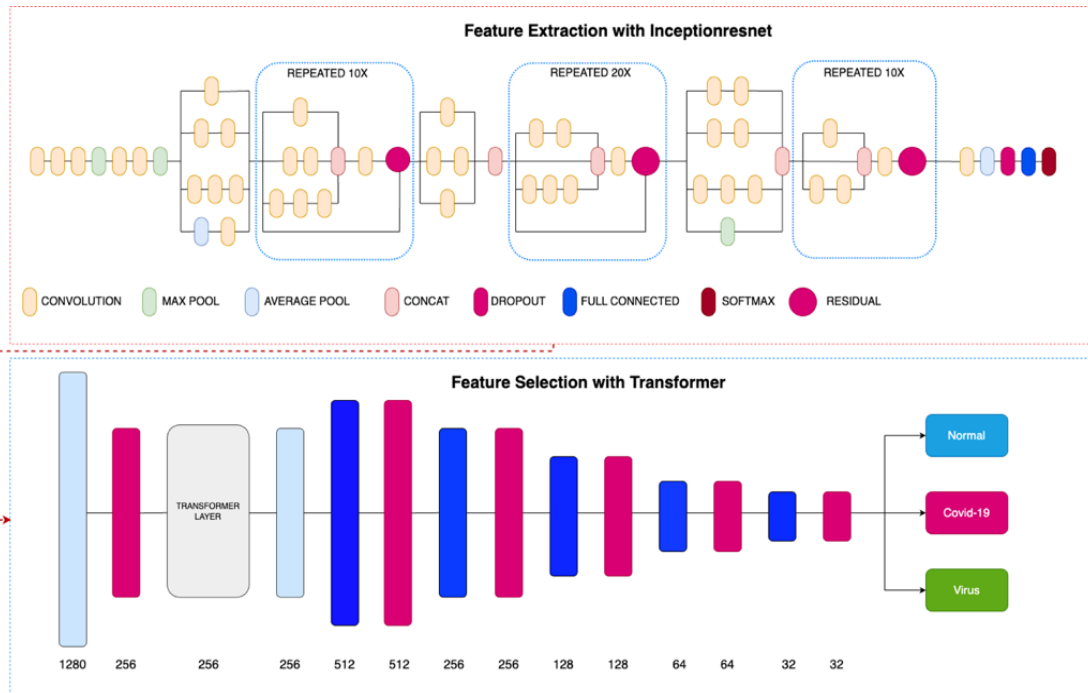 Feature Extraction with Inceptionresnet
REPEATED 10X
REPEATED 20X
REPEATED 10X
CONVOLUTION
MAX POOL
AVERAGE POOL
CONCAT
DROPOUT
FULL CONNECTED
SOFTMAX
RESIDUAL
Feature Selection with Transformer
TRANSFORMER
LAYER
Normal
Covid-19
Virus
1280 256 256 256 512 512 256 256 128 128 64 64 32 32